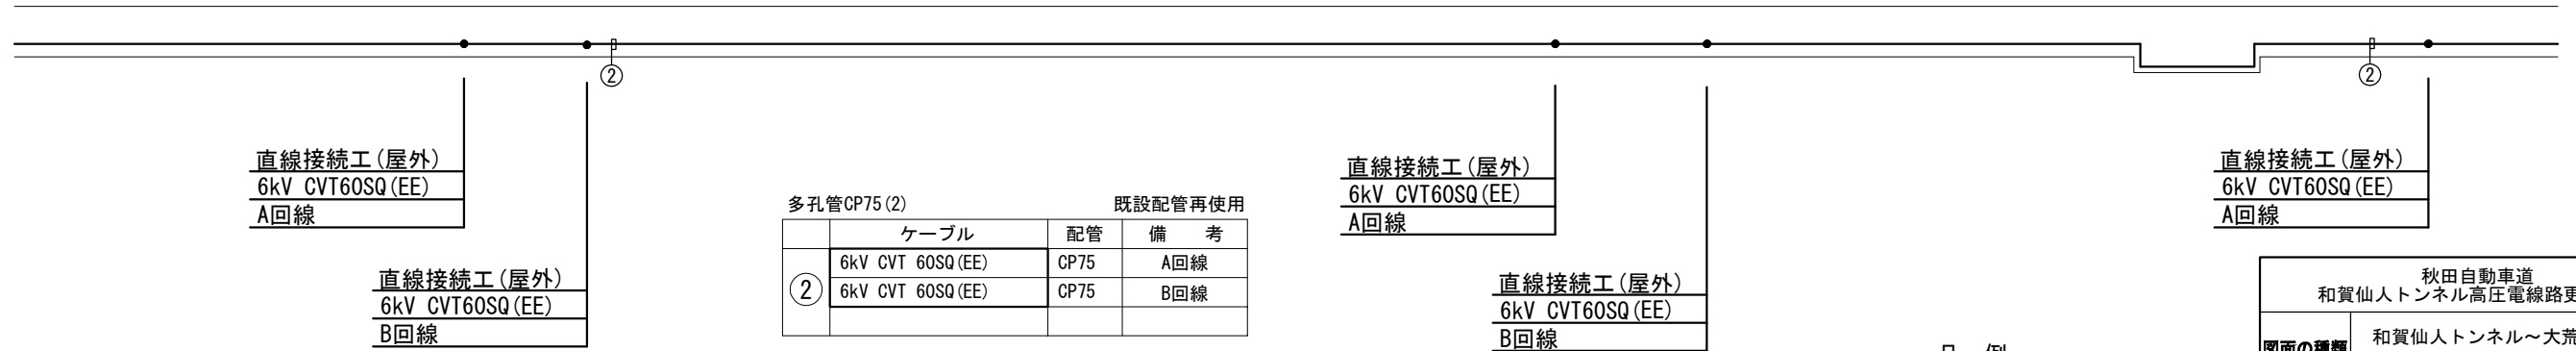 ②
②
直線接続工(屋外)
6kV CVT60SQ(EE)
A回線
直線接続工(屋外)
6kV CVT60SQ(EE)
B回線
多孔管CP75(2) 既設配管再使用
ケーブル 配管 備 考
② 6kV CVT 60SQ(EE) CP75 A回線
6kV CVT 60SQ(EE) CP75 B回線
直線接続工(屋外)
6kV CVT60SQ(EE)
A回線
直線接続工(屋外)
6kV CVT60SQ(EE)
B回線
直線接続工(屋外)
6kV CVT60SQ(EE)
A回線
秋田自動車道
和賀仙人トンネル高圧電線路更
図面の種類 和賀仙人トンネル～大荒
凡 例